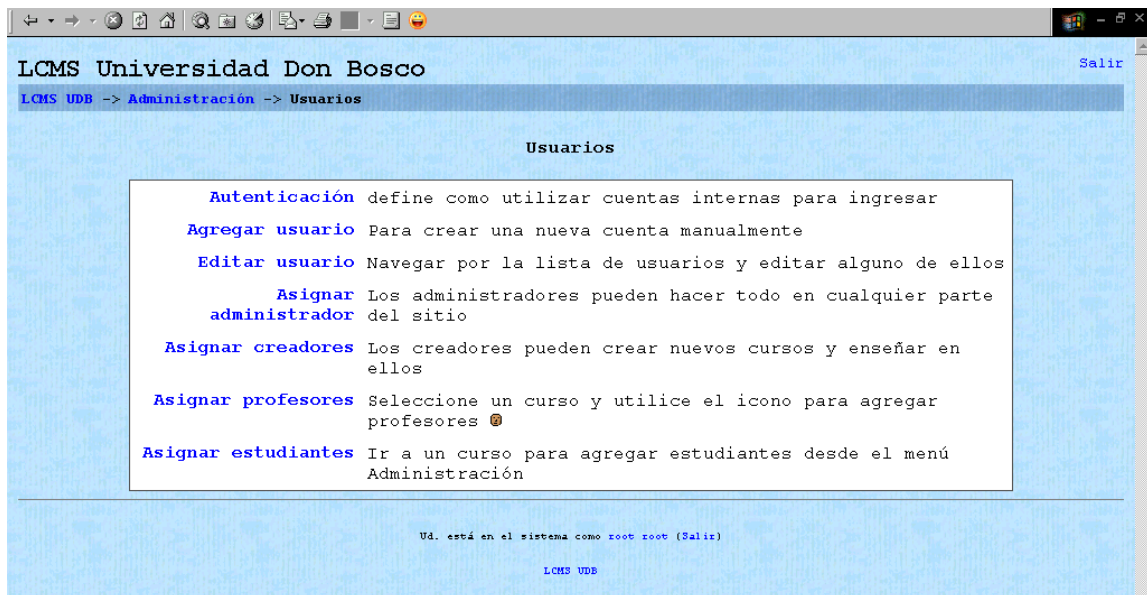 LCMS Universidad Don Bosco
Salir
LCMS UDB -> Administración -> Usuarios
Usuarios
Autenticación define como utilizar cuentas internas para ingresar
Agregar usuario Para crear una nueva cuenta manualmente
Editar usuario Navegar por la lista de usuarios y editar alguno de ellos
Asignar Los administradores pueden hacer todo en cualquier parte
administrador del sitio
Asignar creadores Los creadores pueden crear nuevos cursos y enseñar en
ellos
Asignar profesores Seleccione un curso y utilice el icono para agregar
profesores
Asignar estudiantes Ir a un curso para agregar estudiantes desde el menú
Administración
Ud. está en el sistema como root root (Salir)
LCMS UDB